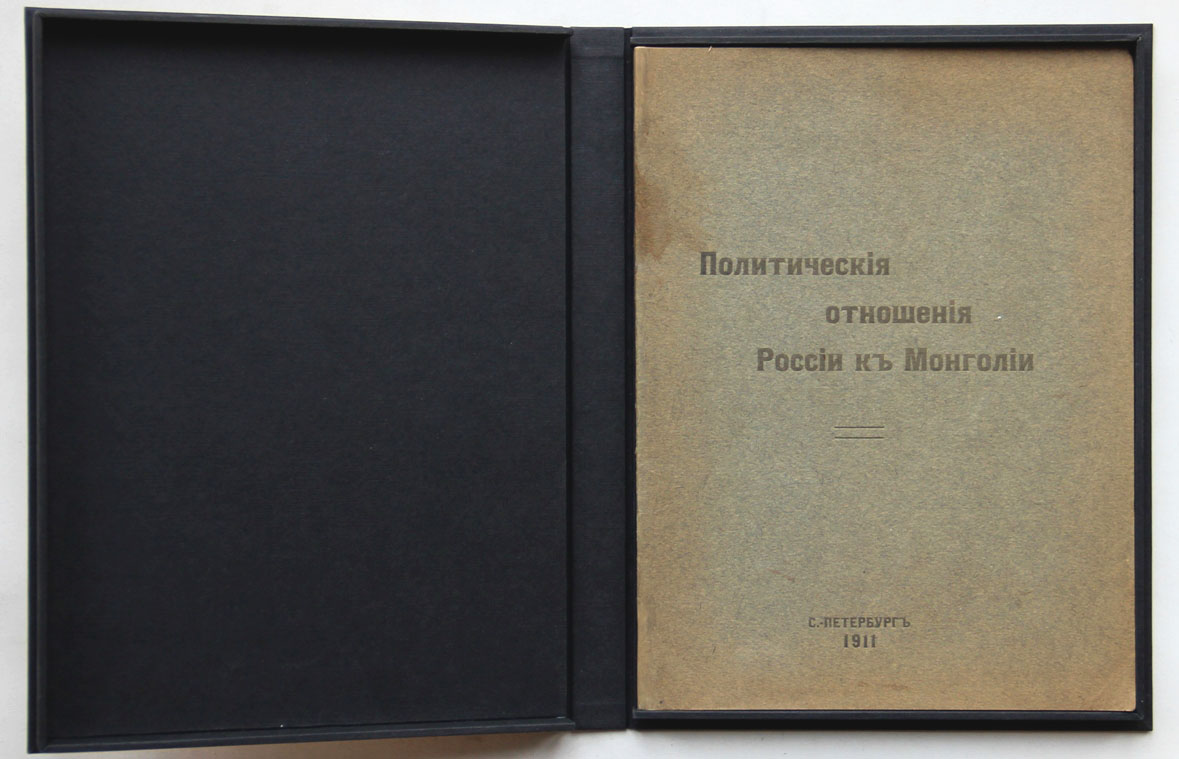 Политическія
отношенія
Россіи къ Монголіи
С.-ПЕТЕРБУРГЪ
1911